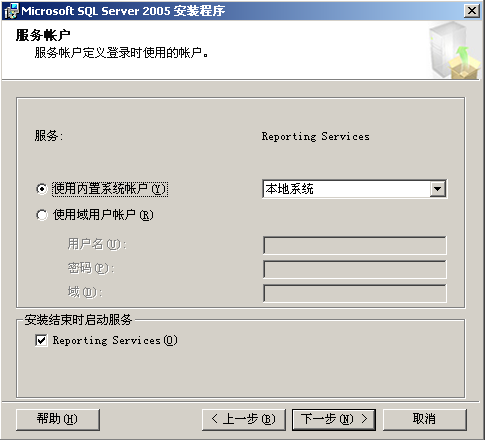 Microsoft SQL Server 2005 安装程序
服务帐户
服务帐户定义登录时使用的帐户。
服务: Reporting Services
使用内置系统帐户(Y) 本地系统
使用域用户帐户(R)
用户名(U):
密码(P):
域(D):
安装结束时启动服务
Reporting Services(O)
帮助(H) < 上一步(B) 下一步(N) > 取消